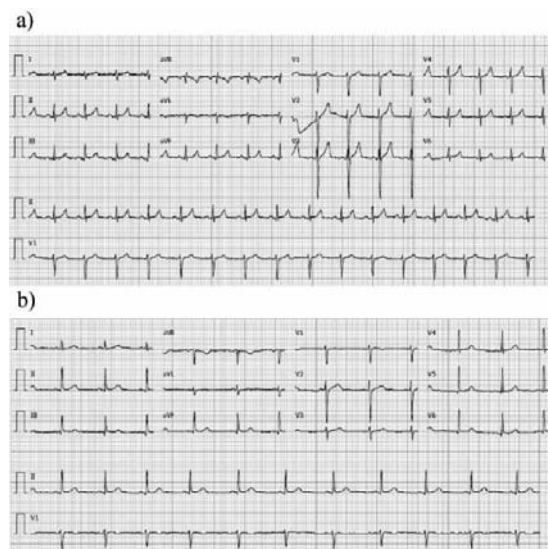 a)
I aVR V1 V4
II aVL V2 V5
III aVF V3 V6
II
V1
b)
I aVR V1 V4
II aVL V2 V5
III aVF V3 V6
II
V1